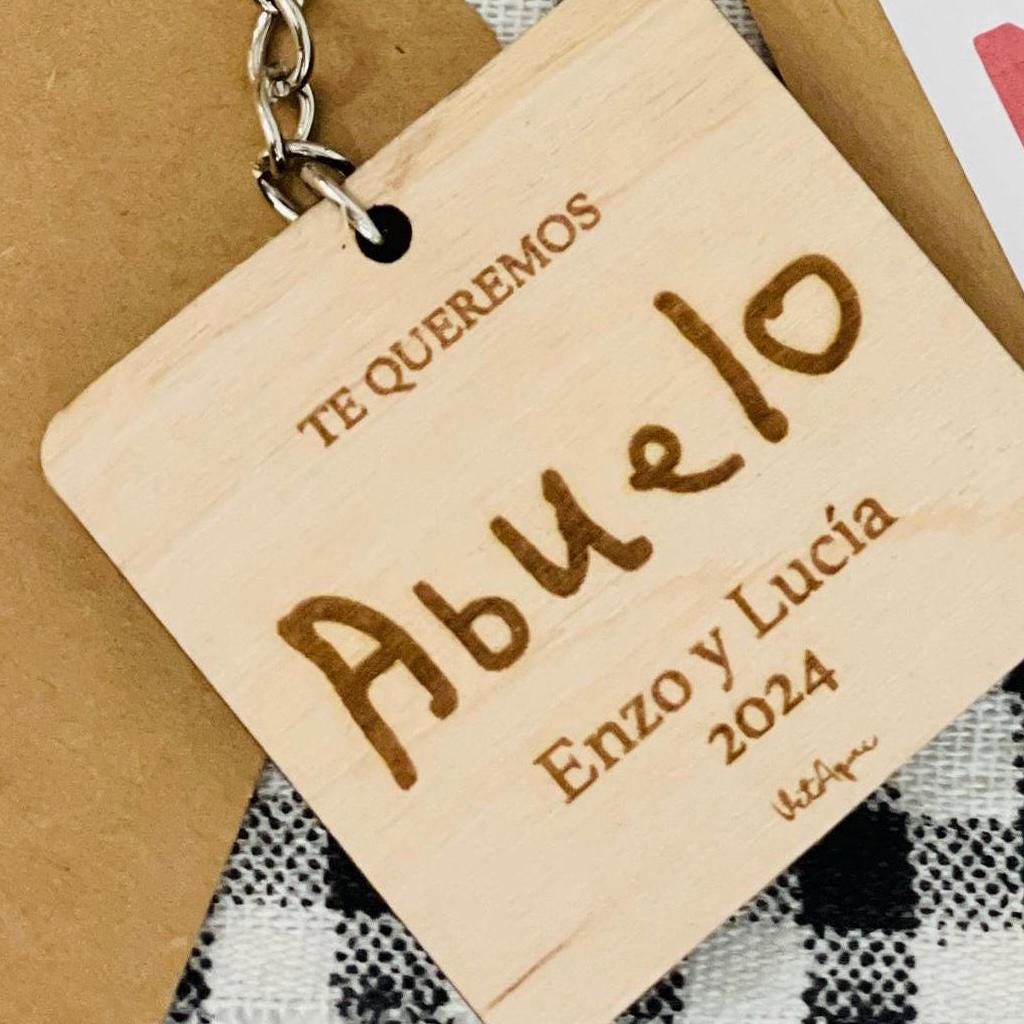 TE QUEREMOS
Abuelo
Enzo y Lucía
2024